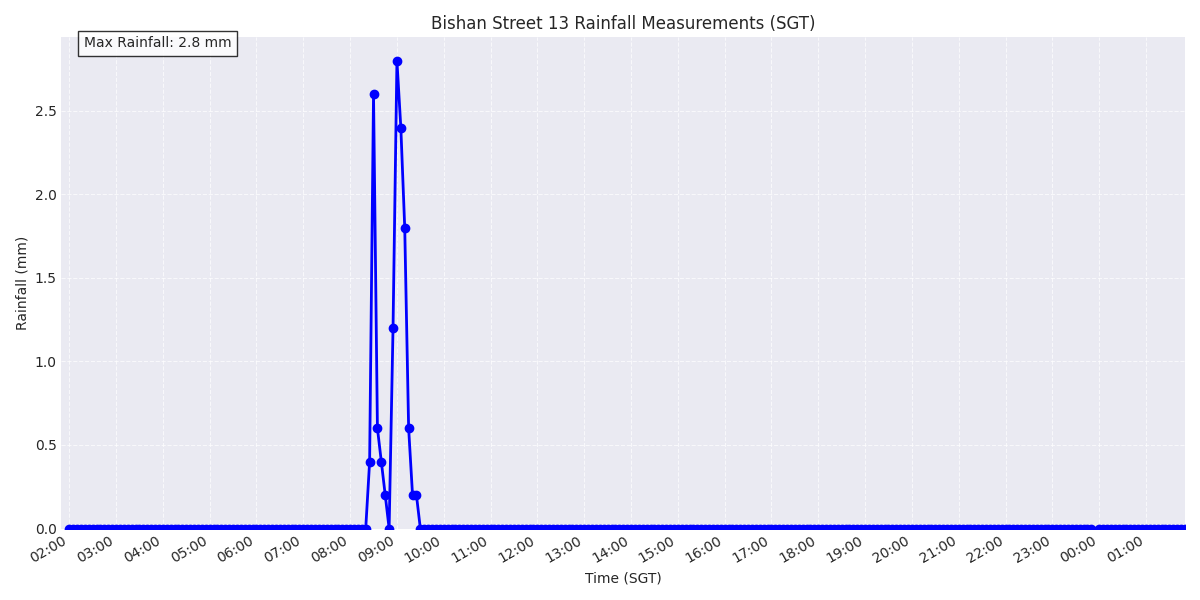 Bishan Street 13 Rainfall Measurements (SGT)
Max Rainfall: 2.8 mm
Rainfall (mm)
2.5
2.0
1.5
1.0
0.5
0.0
02:00 03:00 04:00 05:00 06:00 07:00 08:00 09:00 10:00 11:00 12:00 13:00 14:00 15:00 16:00 17:00 18:00 19:00 20:00 21:00 22:00 23:00 00:00 01:00
Time (SGT)